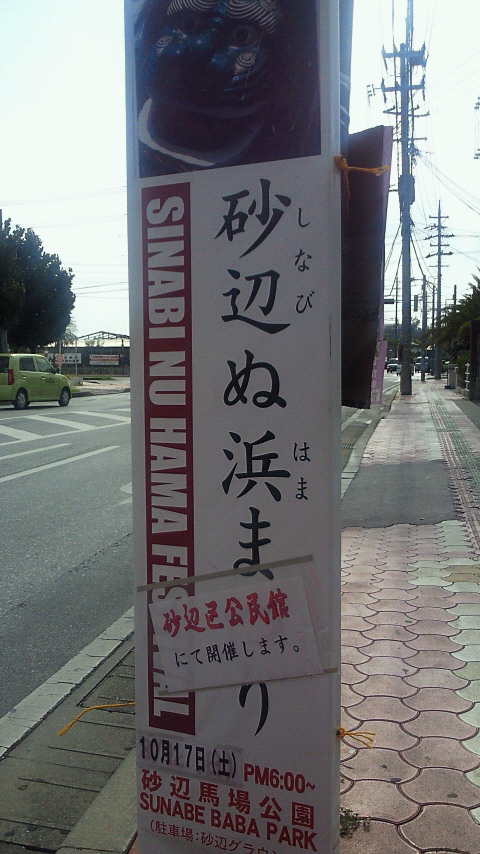 砂辺ぬ浜ま り
しなび
はま
SINABI NU HAMA FES AL
砂辺区公民館
にて開催します。
10月17日(土) PM6:00~
砂辺馬場公園
SUNABE BABA PARK
(駐車場:砂辺グラウン